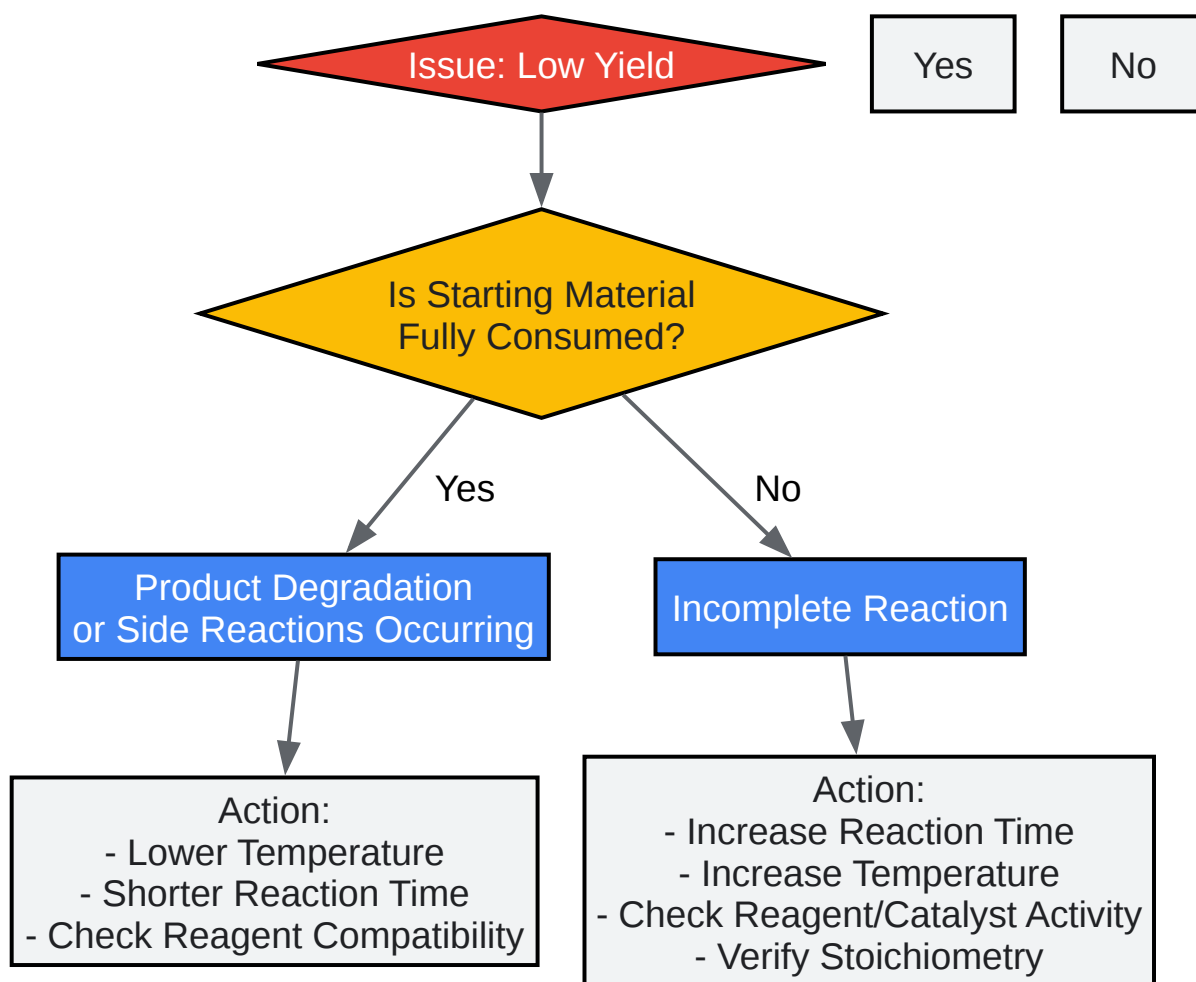 Issue: Low Yield
Yes
No
Is Starting Material
Fully Consumed?
Yes
No
Product Degradation
or Side Reactions Occurring
Incomplete Reaction
Action:
- Lower Temperature
- Shorter Reaction Time
- Check Reagent Compatibility
Action:
- Increase Reaction Time
- Increase Temperature
- Check Reagent/Catalyst Activity
- Verify Stoichiometry